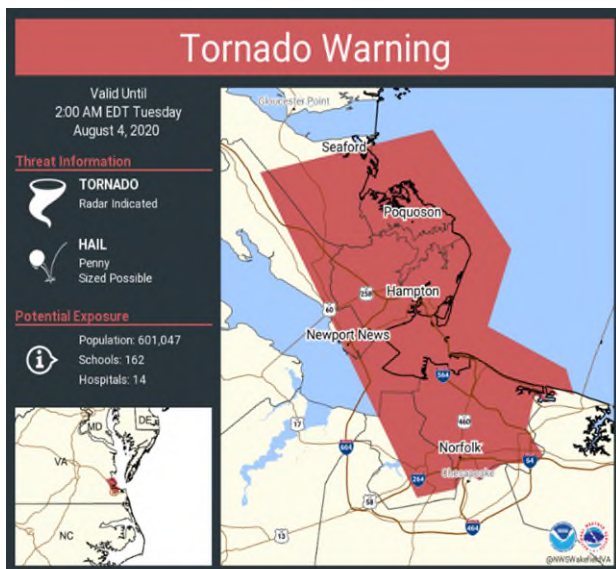 Tornado Warning
Valid Until
2:00 AM EDT Tuesday
August 4, 2020
Threat Information
TORNADO
Radar Indicated
HAIL
Penny
Sized Possible
Potential Exposure
Population: 601,047
Schools: 162
Hospitals: 14
MD
DE
VA
NC
Gloucester Point
Seaford
Poquoson
258
Hampton
60
Newport News
564
17
460
664
Norfolk
64
Chesapeake
264
58
464
13
@NWSWakefieldVA